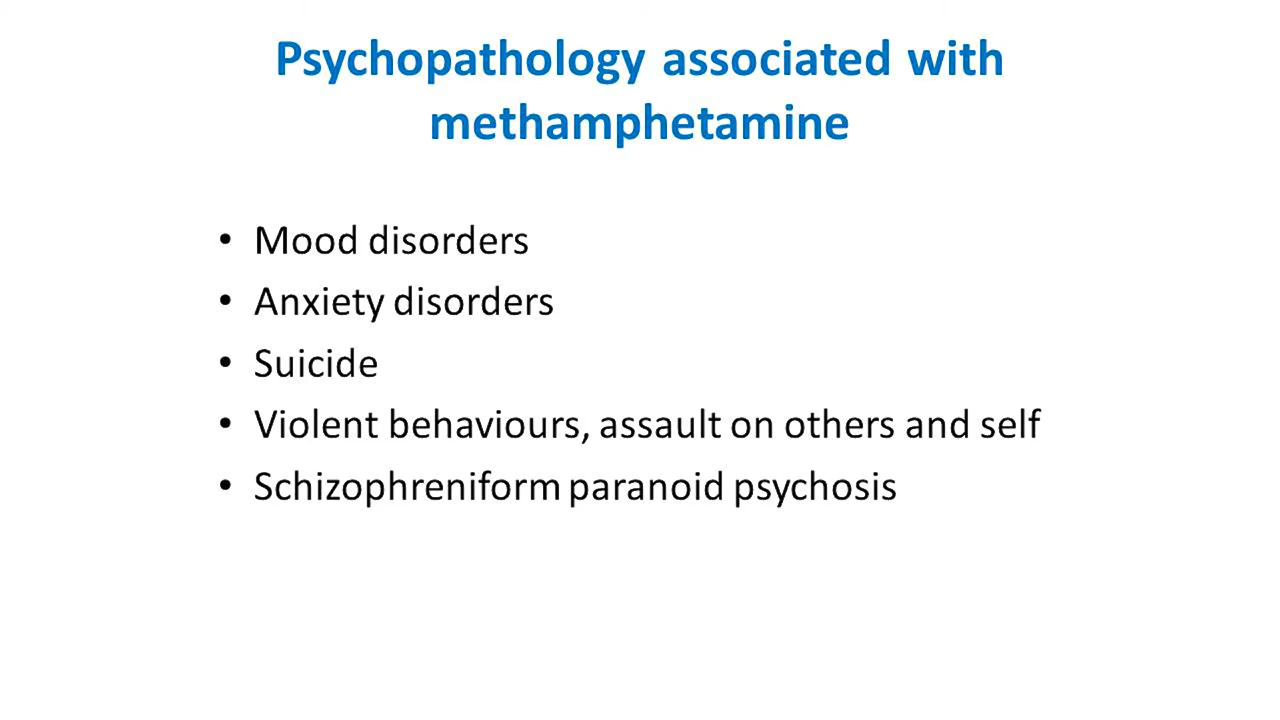 Psychopathology associated with
methamphetamine
• Mood disorders
• Anxiety disorders
• Suicide
• Violent behaviours, assault on others and self
• Schizophreniform paranoid psychosis